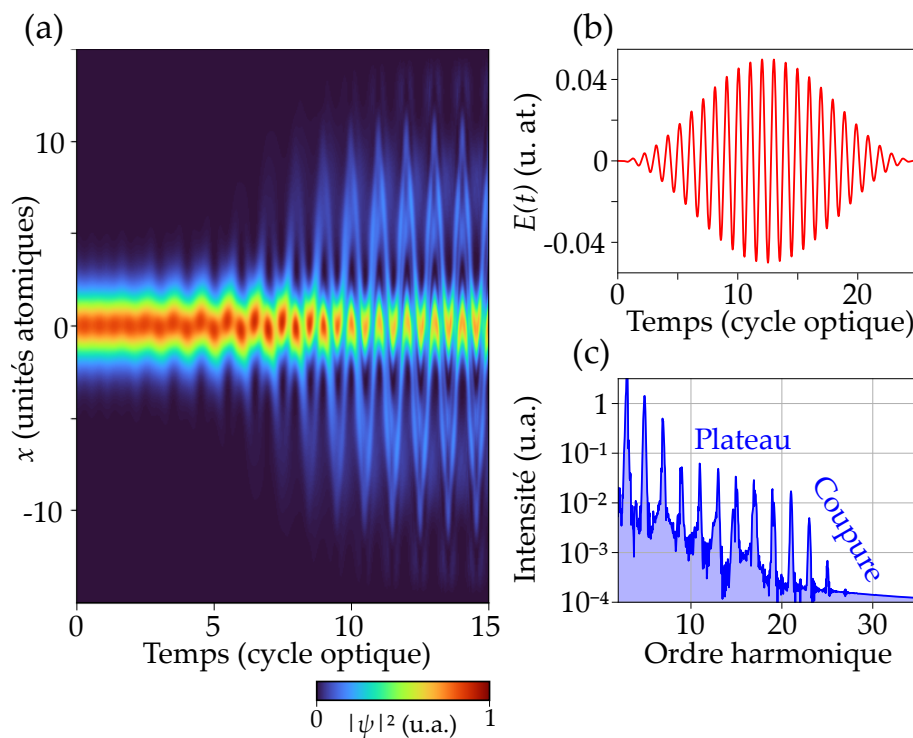 (a)
10
0
-10
x (unités atomiques)
0
5
10
15
Temps (cycle optique)
0
1
|ψ|² (u.a.)
(b)
0.04
0
-0.04
E(t) (u. at.)
0
10
20
Temps (cycle optique)
(c)
1
10⁻¹
10⁻²
10⁻³
10⁻⁴
Intensité (u.a.)
Plateau
Coupure
10
20
30
Ordre harmonique